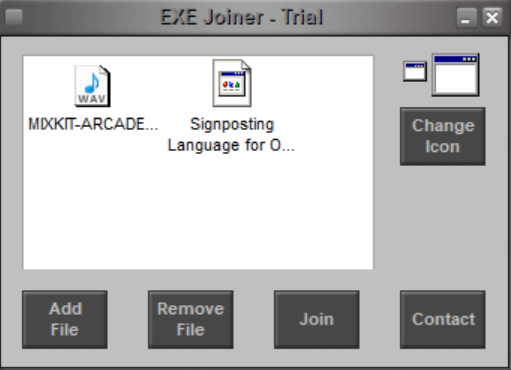 EXE Joiner - Trial
WAV
MIXKIT-ARCADE... Signposting
Language for O...
Change
Icon
Add
File
Remove
File
Join
Contact